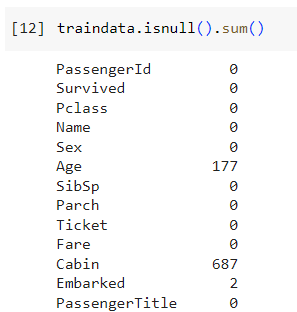 [12] traindata.isnull().sum()
PassengerId 0
Survived 0
Pclass 0
Name 0
Sex 0
Age 177
SibSp 0
Parch 0
Ticket 0
Fare 0
Cabin 687
Embarked 2
PassengerTitle 0